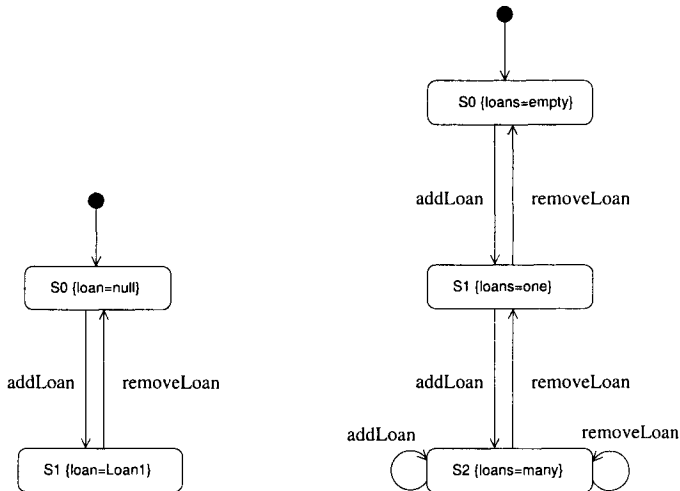 S0 {loan=null}
addLoan
removeLoan
S1 {loan=Loan1}
S0 {loans=empty}
addLoan
removeLoan
S1 {loans=one}
addLoan
removeLoan
addLoan
removeLoan
S2 {loans=many}